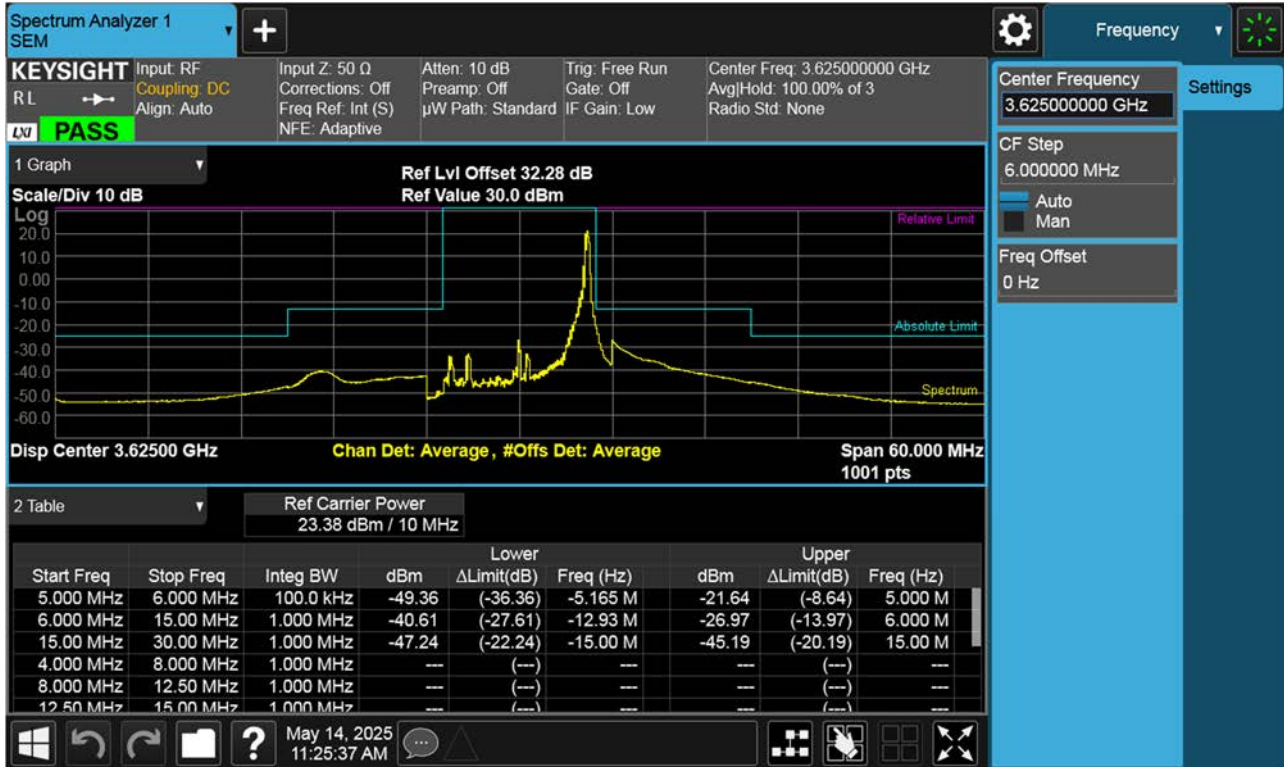 Spectrum Analyzer 1
SEM
Frequency
KEYSIGHT
RL
LXI
PASS
Input: RF
Coupling: DC
Align: Auto
Input Z: 50 Ω
Corrections: Off
Freq Ref: Int (S)
NFE: Adaptive
Atten: 10 dB
Preamp: Off
µW Path: Standard
Trig: Free Run
Gate: Off
IF Gain: Low
Center Freq: 3.625000000 GHz
Avg|Hold: 100.00% of 3
Radio Std: None
Center Frequency
3.625000000 GHz
Settings
CF Step
6.000000 MHz
Auto
Man
Freq Offset
0 Hz
1 Graph
Ref Lvl Offset 32.28 dB
Scale/Div 10 dB
Ref Value 30.0 dBm
Log
Relative Limit
20.0
10.0
0.00
-10.0
-20.0
Absolute Limit
-30.0
-40.0
-50.0
Spectrum
-60.0
Disp Center 3.62500 GHz
Chan Det: Average, #Offs Det: Average
Span 60.000 MHz
1001 pts
2 Table
Ref Carrier Power
23.38 dBm / 10 MHz
Lower Upper
Start Freq Stop Freq Integ BW dBm ΔLimit(dB) Freq (Hz) dBm ΔLimit(dB) Freq (Hz)
5.000 MHz 6.000 MHz 100.0 kHz -49.36 (-36.36) -5.165 M -21.64 (-8.64) 5.000 M
6.000 MHz 15.00 MHz 1.000 MHz -40.61 (-27.61) -12.93 M -26.97 (-13.97) 6.000 M
15.00 MHz 30.00 MHz 1.000 MHz -47.24 (-22.24) -15.00 M -45.19 (-20.19) 15.00 M
4.000 MHz 8.000 MHz 1.000 MHz --- (---) --- --- (---) ---
8.000 MHz 12.50 MHz 1.000 MHz --- (---) --- --- (---) ---
12.50 MHz 15.00 MHz 1.000 MHz --- (---) --- --- (---) ---
May 14, 2025
11:25:37 AM